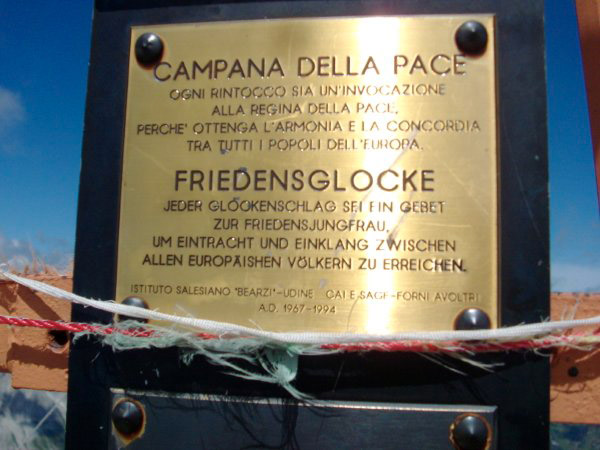 CAMPANA DELLA PACE
OGNI RINTOCCO SIA UN'INVOCAZIONE
ALLA REGINA DELLA PACE,
PERCHE' OTTENGA L'ARMONIA E LA CONCORDIA
TRA TUTTI I POPOLI DELL'EUROPA.
FRIEDENSGLOCKE
JEDER GLOCKENSCHLAG SEI EIN GEBET
ZUR FRIEDENSJUNGFRAU,
UM EINTRACHT UND EINKLANG ZWISCHEN
ALLEN EUROPÄISHEN VÖLKERN ZU ERREICHEN.
ISTITUTO SALESIANO "BEARZI"-UDINE CAI E SAGF-FORNI AVOLTRI
A.D. 1967-1994